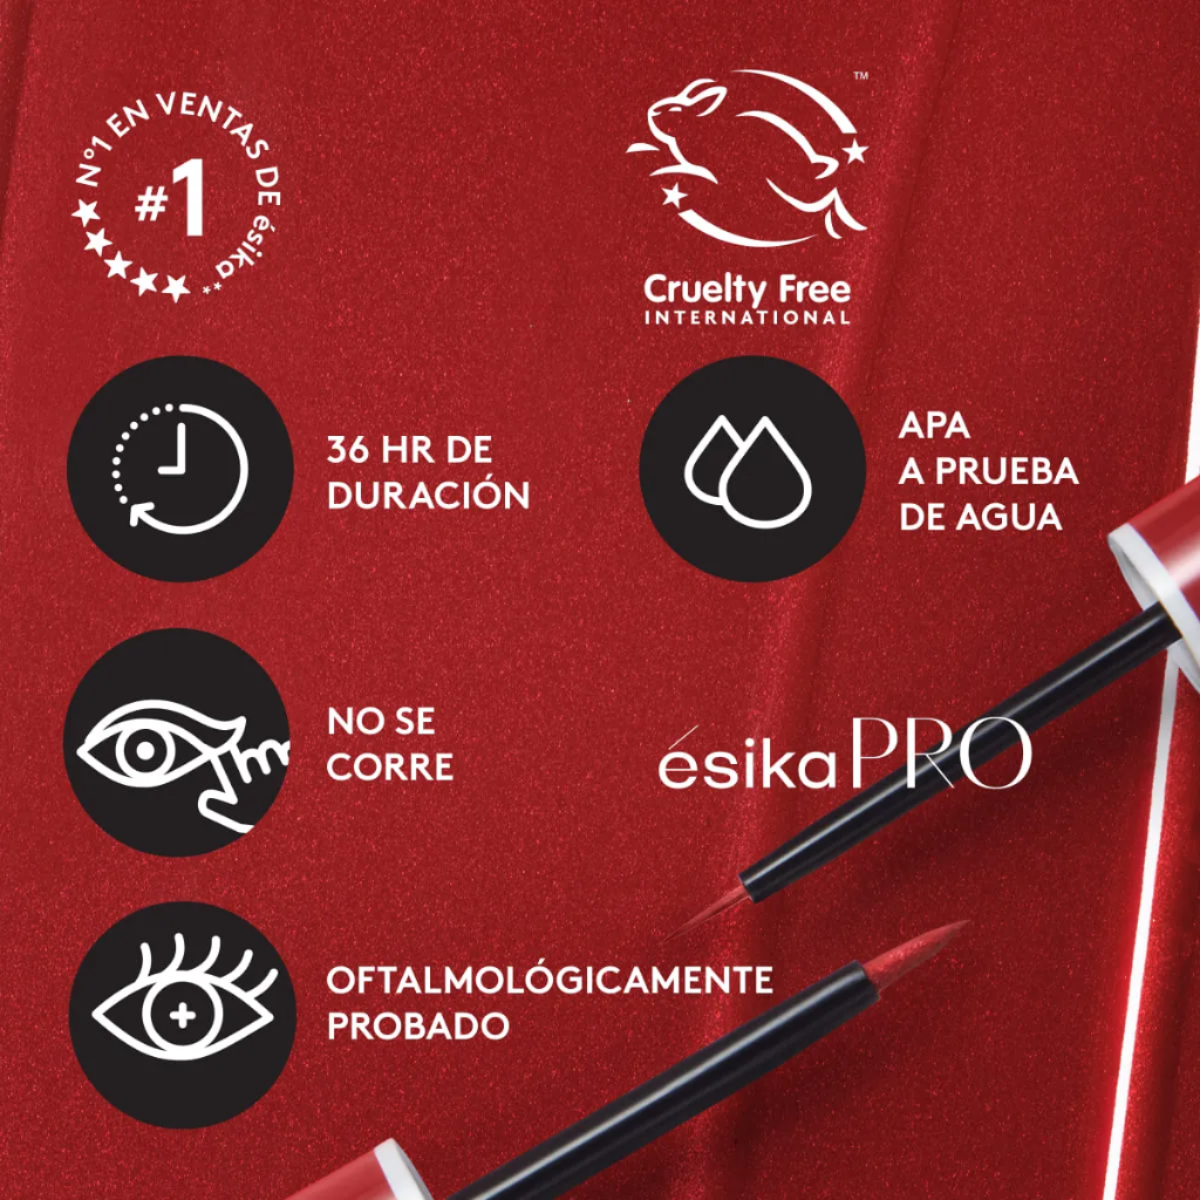 Nº1 EN VENTAS DE ésika**
#1
TM
Cruelty Free
INTERNATIONAL
36 HR DE
DURACIÓN
APA
A PRUEBA
DE AGUA
NO SE
CORRE
ésika PRO
OFTALMOLÓGICAMENTE
PROBADO